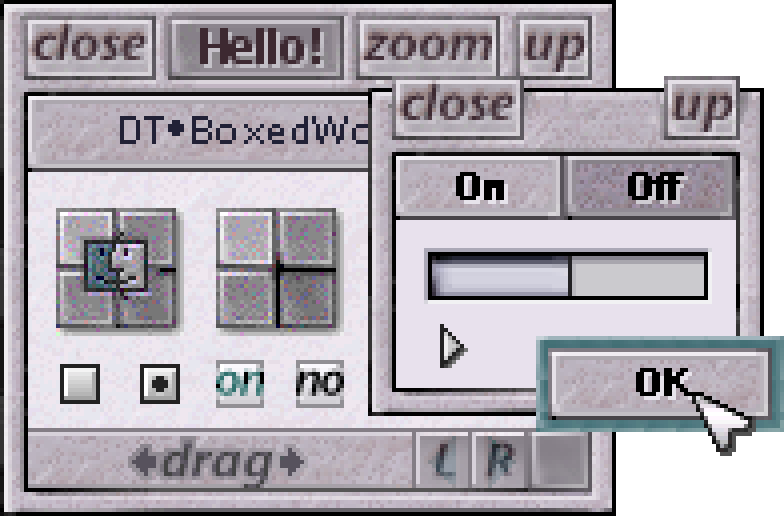 close Hello! zoom up
close up
DT•BoxedWo
On Off
on no
OK
drag L R